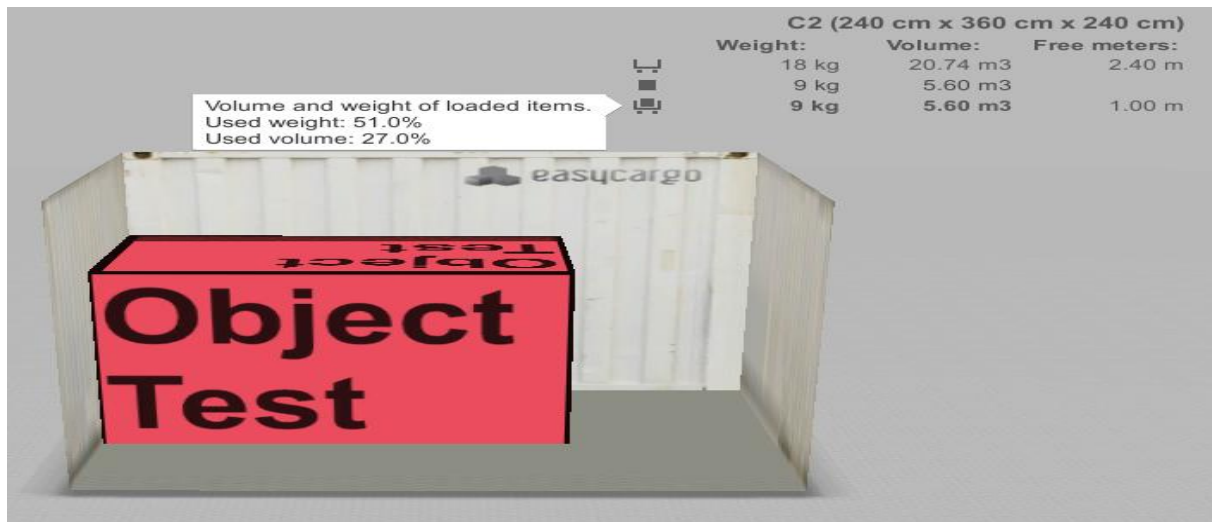 C2 (240 cm x 360 cm x 240 cm)
Weight: Volume: Free meters:
18 kg 20.74 m3 2.40 m
9 kg 5.60 m3
9 kg 5.60 m3 1.00 m
Volume and weight of loaded items.
Used weight: 51.0%
Used volume: 27.0%
easycargo
Test
Object
Object
Test